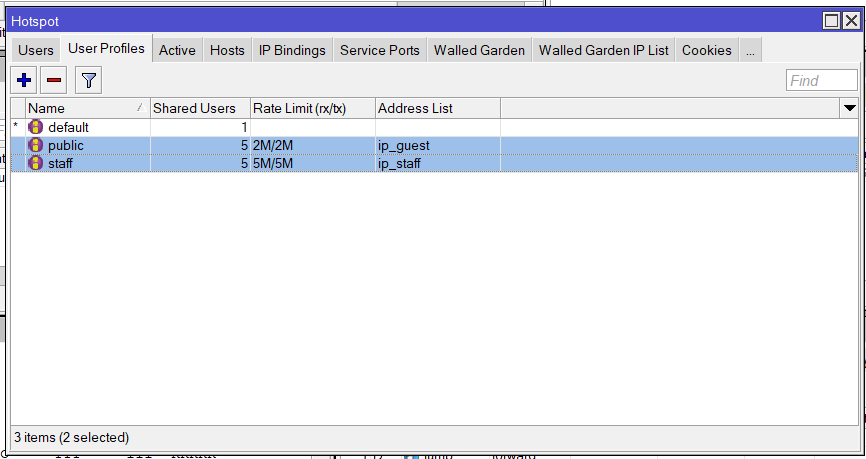 Hotspot
Users User Profiles Active Hosts IP Bindings Service Ports Walled Garden Walled Garden IP List Cookies ...
Find
Name Shared Users Rate Limit (rx/tx) Address List
* default 1
public 5 2M/2M ip_guest
staff 5 5M/5M ip_staff
3 items (2 selected)